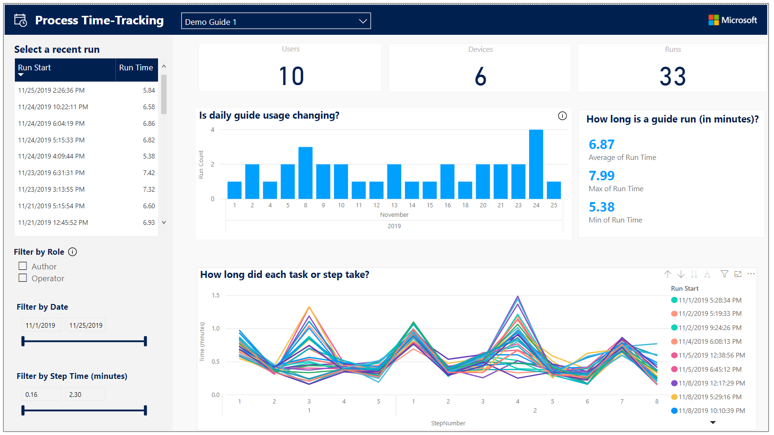 Process Time-Tracking
Demo Guide 1
Microsoft
Select a recent run
Run Start
Run Time
11/25/2019 2:26:36 PM 5.84
11/24/2019 10:22:11 PM 6.58
11/24/2019 6:04:19 PM 6.86
11/24/2019 5:15:33 PM 6.82
11/24/2019 4:09:44 PM 5.38
11/23/2019 6:31:31 PM 7.42
11/23/2019 3:13:55 PM 7.32
11/21/2019 5:15:54 PM 6.60
11/21/2019 12:45:52 PM 6.93
Filter by Role
Author
Operator
Filter by Date
11/1/2019 11/25/2019
Filter by Step Time (minutes)
0.16 2.30
Users
10
Devices
6
Runs
33
Is daily guide usage changing?
Run Count
4
2
0
1 2 4 5 8 9 10 11 12 13 14 15 16 18 20 21 23 24 25
November
2019
How long is a guide run (in minutes)?
6.87
Average of Run Time
7.99
Max of Run Time
5.38
Min of Run Time
How long did each task or step take?
Time (minutes)
1.5
1.0
0.5
0.0
1 2 3 4 5 1 2 3 4 5 6 7 8
1 2
StepNumber
Run Start
11/1/2019 5:28:34 PM
11/2/2019 5:19:33 PM
11/2/2019 9:24:26 PM
11/4/2019 6:08:13 PM
11/5/2019 12:38:56 PM
11/5/2019 6:45:12 PM
11/8/2019 12:17:29 PM
11/8/2019 5:29:16 PM
11/8/2019 10:10:39 PM